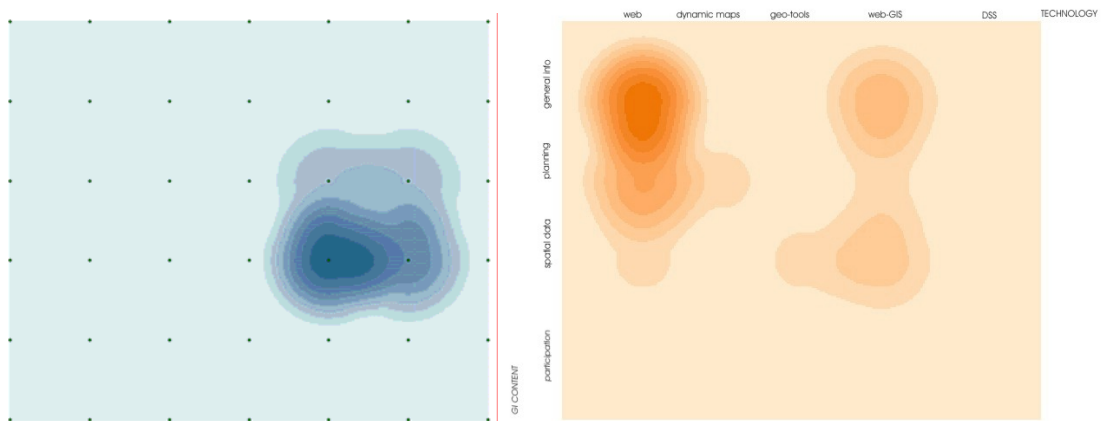 web dynamic maps geo-tools web-GIS DSS TECHNOLOGY
general info
planning
spatial data
participation
GI CONTENT